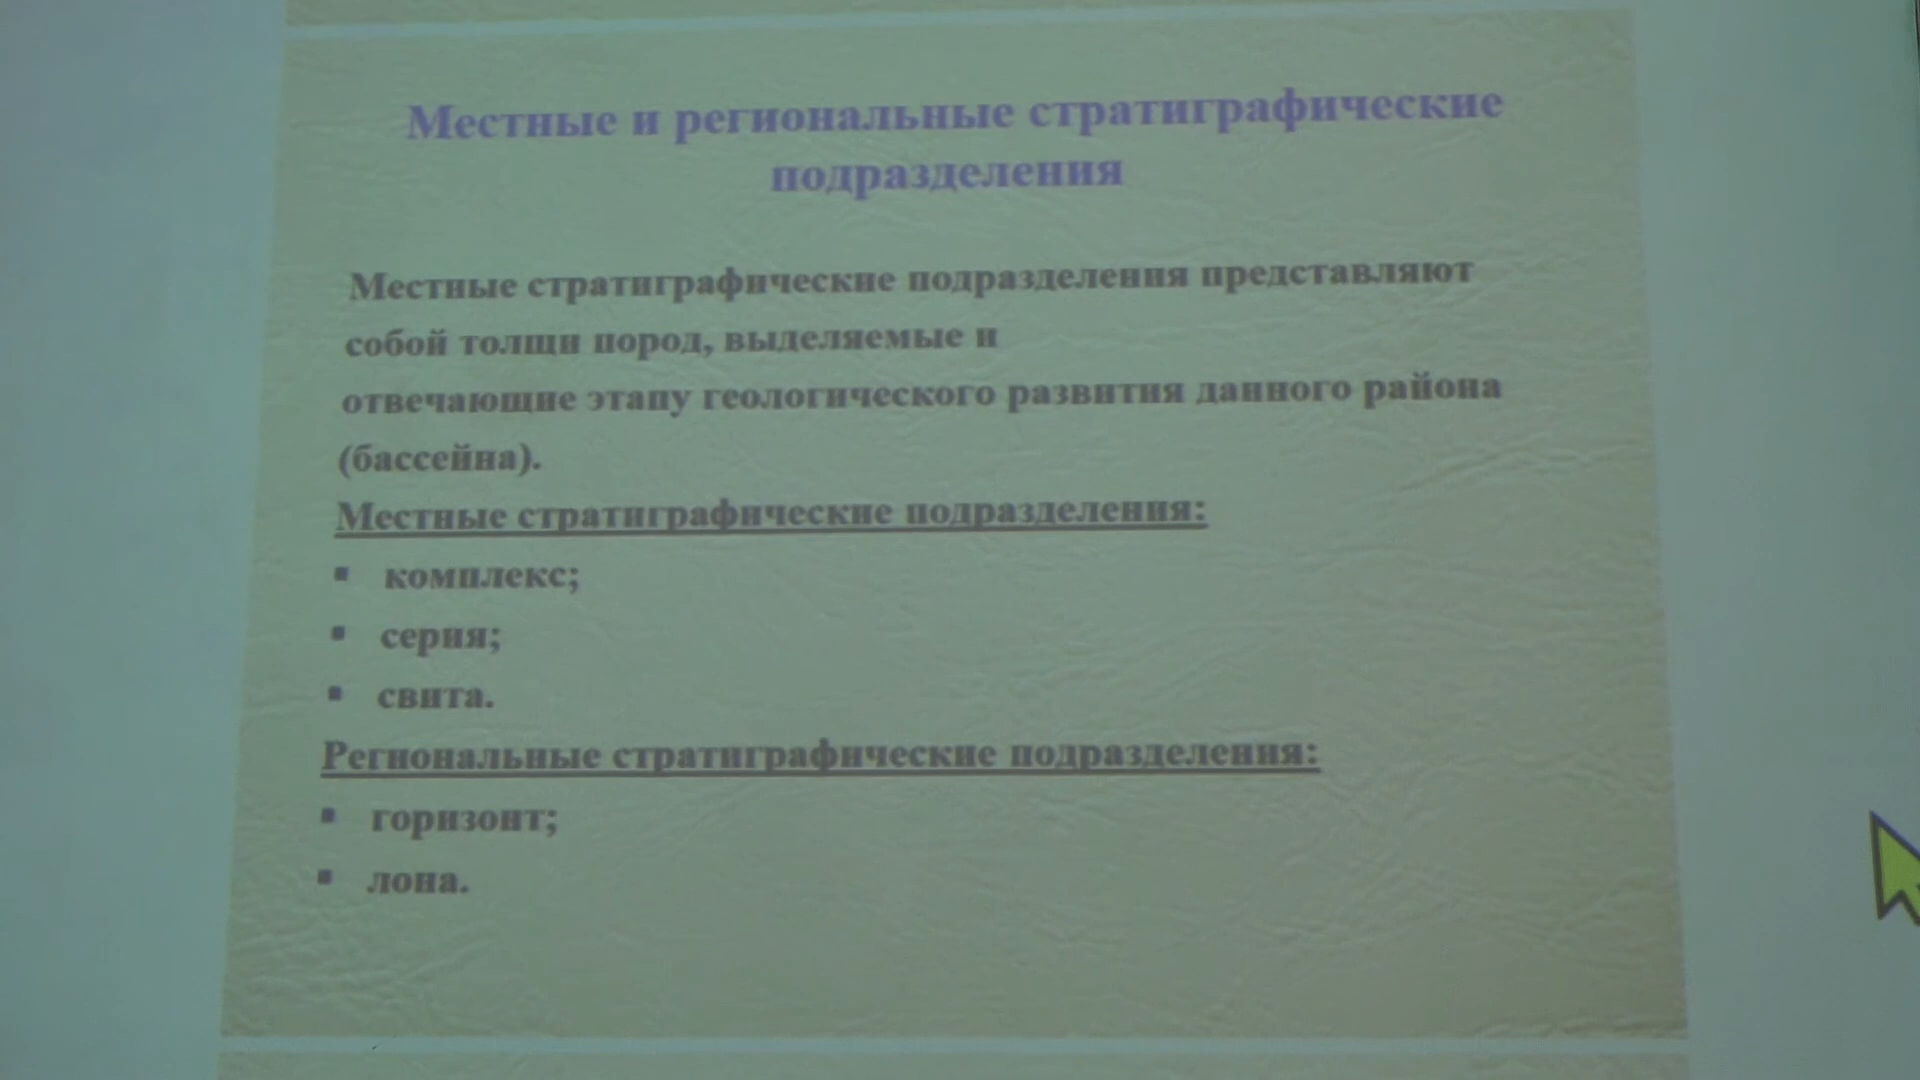 Местные и региональные стратиграфические
подразделения
Местные стратиграфические подразделения представляют
собой толщи пород, выделяемые и
отвечающие этапу геологического развития данного района
(бассейна).
Местные стратиграфические подразделения:
▪ комплекс;
▪ серия;
▪ свита.
Региональные стратиграфические подразделения:
▪ горизонт;
▪ лона.